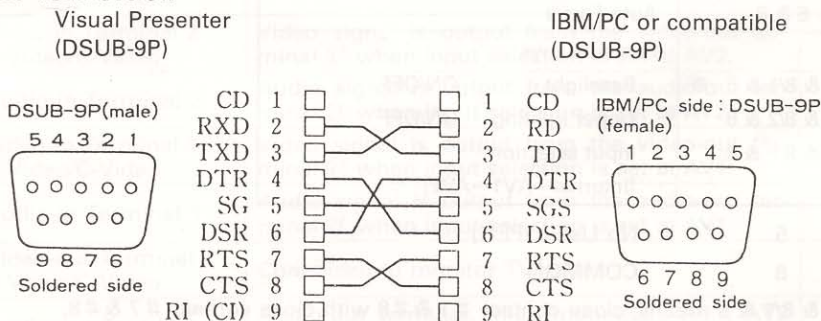 Visual Presenter
(DSUB-9P)
IBM/PC or compatible
(DSUB-9P)
DSUB-9P(male)
5 4 3 2 1
9 8 7 6
Soldered side
CD 1
RXD 2
TXD 3
DTR 4
SG 5
DSR 6
RTS 7
CTS 8
RI (CI) 9
1 CD
2 RD
3 TD
4 DTR
5 SGS
6 DSR
7 RTS
8 CTS
9 RI
IBM/PC side : DSUB-9P
(female)
1 2 3 4 5
6 7 8 9
Soldered side